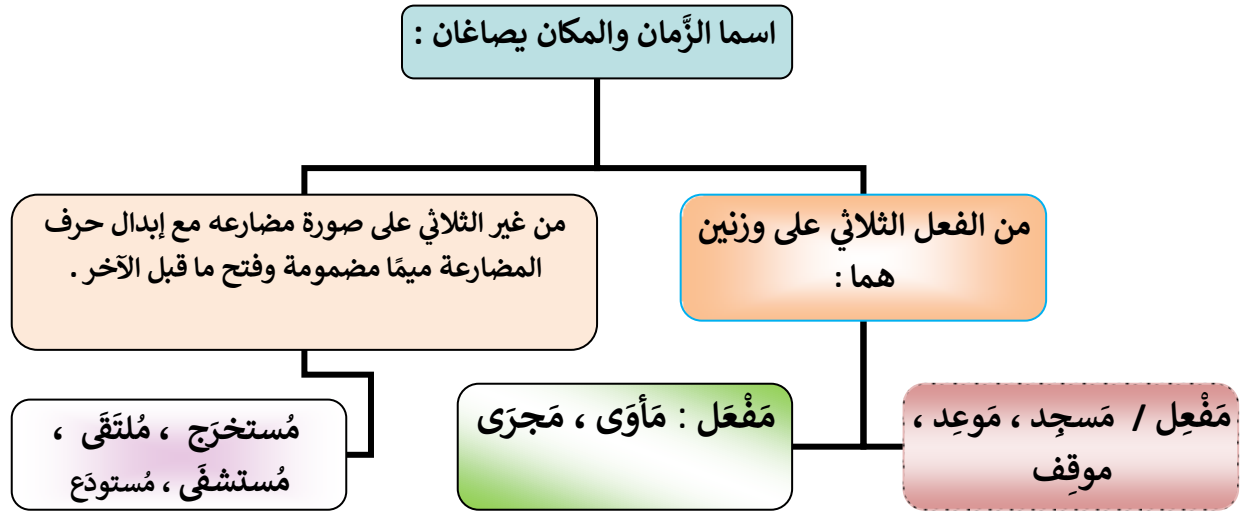 اسما الزَّمان والمكان يصاغان :
من الفعل الثلاثي على وزنين
هما :
من غير الثلاثي على صورة مضارعه مع إبدال حرف
المضارعة ميمًا مضمومة وفتح ما قبل الآخر .
مَفْعِل / مَسجِد ، مَوعِد ،
موقِف
مَفْعَل : مَأوَى ، مَجرَى
مُستخرَج ، مُلتَقَى ،
مُستشفَى ، مُستودَع